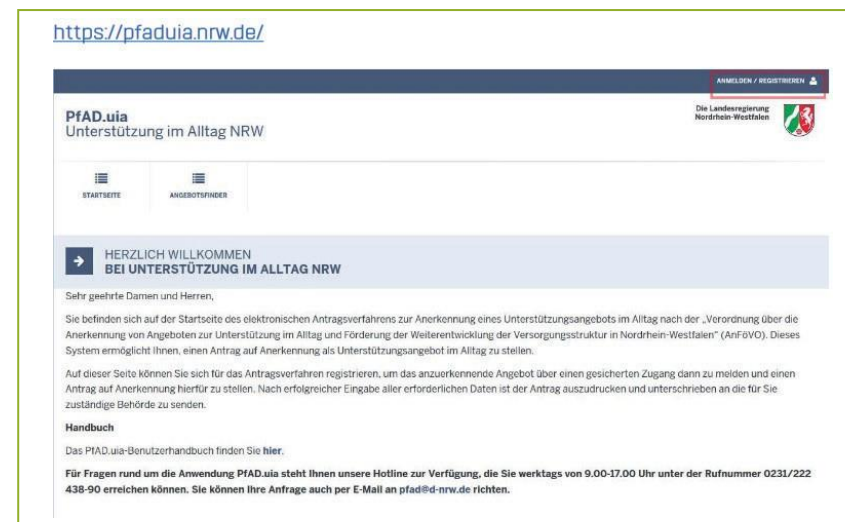 https://pfaduia.nrw.de/
ANMELDEN / REGISTRIEREN
PfAD.uia
Unterstützung im Alltag NRW
Die Landesregierung
Nordrhein-Westfalen
STARTSEITE
ANGEBOTSFINDER
HERZLICH WILLKOMMEN
BEI UNTERSTÜTZUNG IM ALLTAG NRW
Sehr geehrte Damen und Herren,
Sie befinden sich auf der Startseite des elektronischen Antragsverfahrens zur Anerkennung eines Unterstützungsangebots im Alltag nach der „Verordnung über die
Anerkennung von Angeboten zur Unterstützung im Alltag und Förderung der Weiterentwicklung der Versorgungsstruktur in Nordrhein-Westfalen" (AnFöVO). Dieses
System ermöglicht Ihnen, einen Antrag auf Anerkennung als Unterstützungsangebot im Alltag zu stellen.
Auf dieser Seite können Sie sich für das Antragsverfahren registrieren, um das anzuerkennende Angebot über einen gesicherten Zugang dann zu melden und einen
Antrag auf Anerkennung hierfür zu stellen. Nach erfolgreicher Eingabe aller erforderlichen Daten ist der Antrag auszudrucken und unterschrieben an die für Sie
zuständige Behörde zu senden.
Handbuch
Das PfAD.uia-Benutzerhandbuch finden Sie hier.
Für Fragen rund um die Anwendung PfAD.uia steht Ihnen unsere Hotline zur Verfügung, die Sie werktags von 9.00-17.00 Uhr unter der Rufnummer 0231/222
438-90 erreichen können. Sie können Ihre Anfrage auch per E-Mail an pfad@d-nrw.de richten.